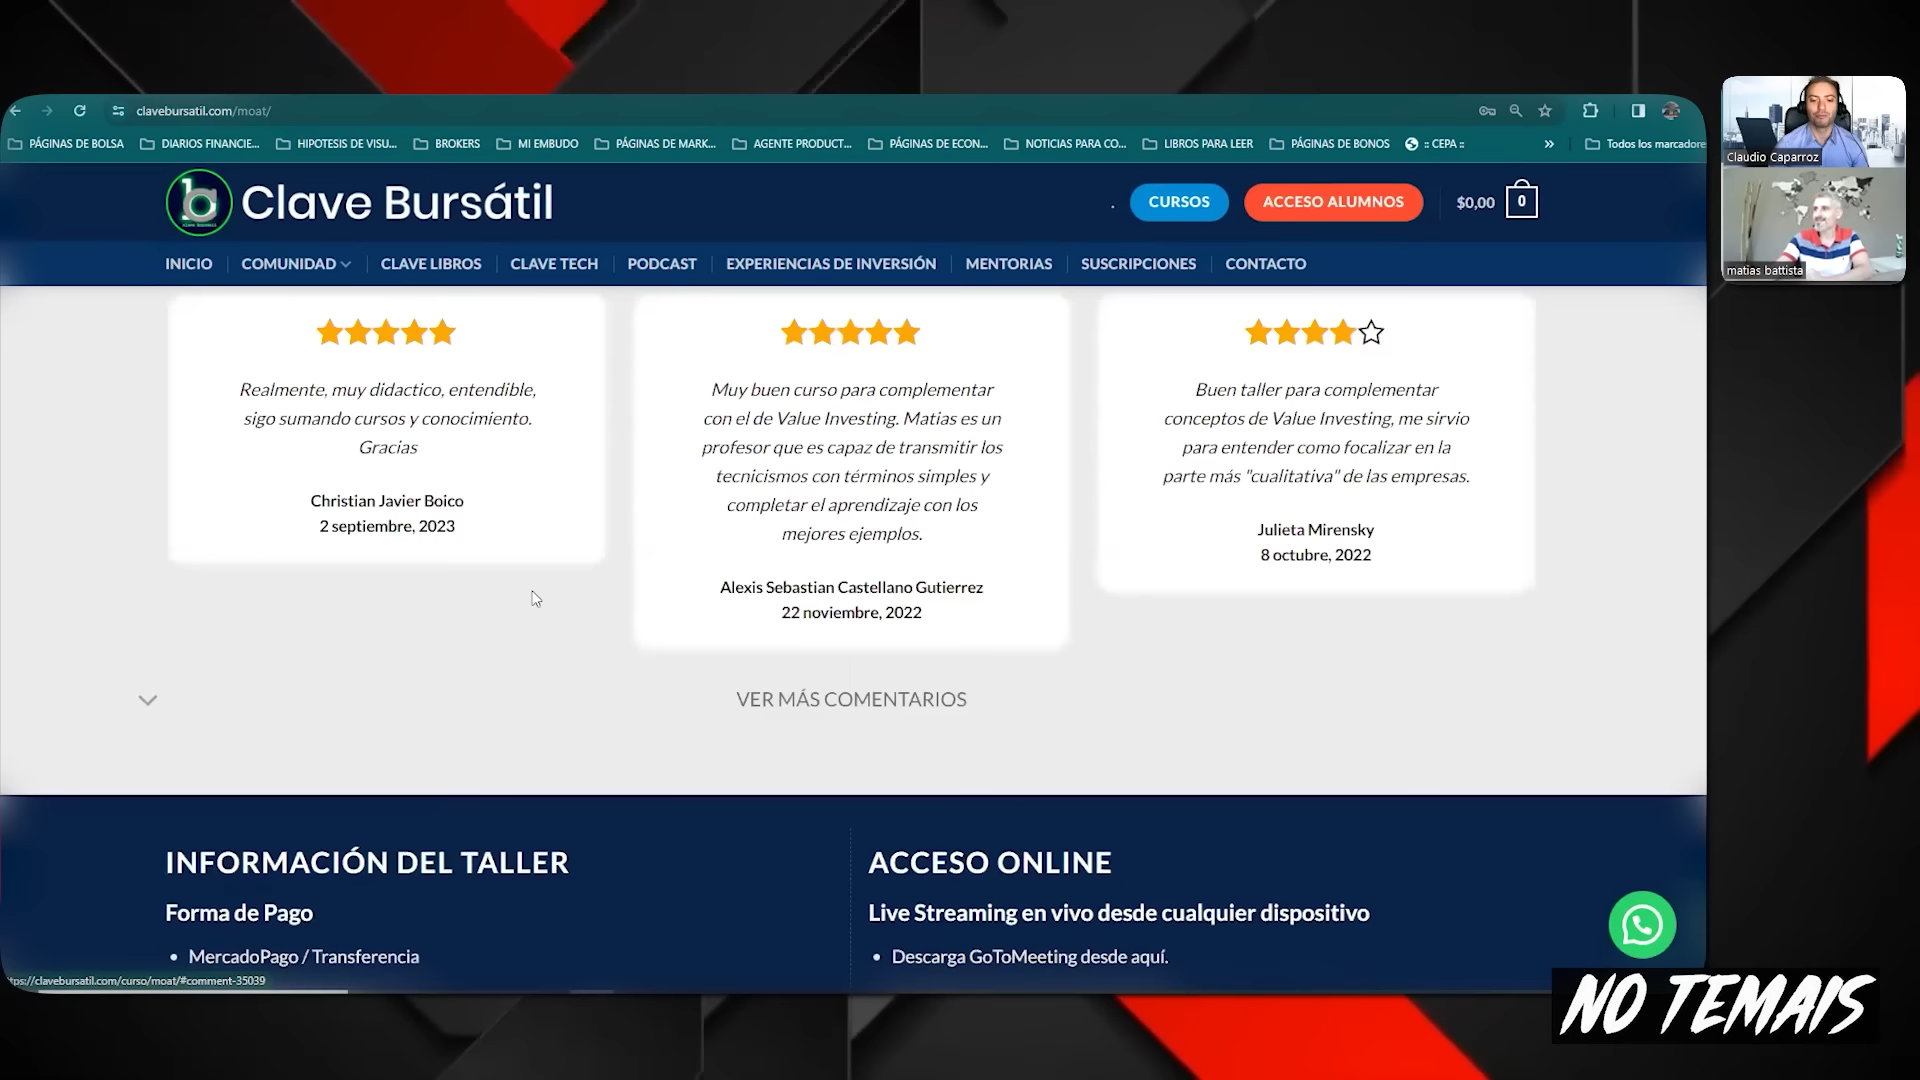 clavebursatil.com/moat/
PÁGINAS DE BOLSA
DIARIOS FINANCIE...
HIPOTESIS DE VISU...
BROKERS
MI EMBUDO
PÁGINAS DE MARK...
AGENTE PRODUCT...
PÁGINAS DE ECON...
NOTICIAS PARA CO...
LIBROS PARA LEER
PÁGINAS DE BONOS
:: CEPA ::
»
Todos los marcadore
Clave Bursátil
.
CURSOS
ACCESO ALUMNOS
$0,00
0
INICIO
COMUNIDAD
CLAVE LIBROS
CLAVE TECH
PODCAST
EXPERIENCIAS DE INVERSIÓN
MENTORIAS
SUSCRIPCIONES
CONTACTO
Realmente, muy didactico, entendible,
sigo sumando cursos y conocimiento.
Gracias
Christian Javier Boico
2 septiembre, 2023
Muy buen curso para complementar
con el de Value Investing. Matias es un
profesor que es capaz de transmitir los
tecnicismos con términos simples y
completar el aprendizaje con los
mejores ejemplos.
Alexis Sebastian Castellano Gutierrez
22 noviembre, 2022
Buen taller para complementar
conceptos de Value Investing, me sirvio
para entender como focalizar en la
parte más "cualitativa" de las empresas.
Julieta Mirensky
8 octubre, 2022
VER MÁS COMENTARIOS
INFORMACIÓN DEL TALLER
Forma de Pago
• MercadoPago / Transferencia
ACCESO ONLINE
Live Streaming en vivo desde cualquier dispositivo
• Descarga GoToMeeting desde aquí.
tps://clavebursatil.com/curso/moat/#comment-35039
Claudio Caparroz
matias battista
NO TEMAIS